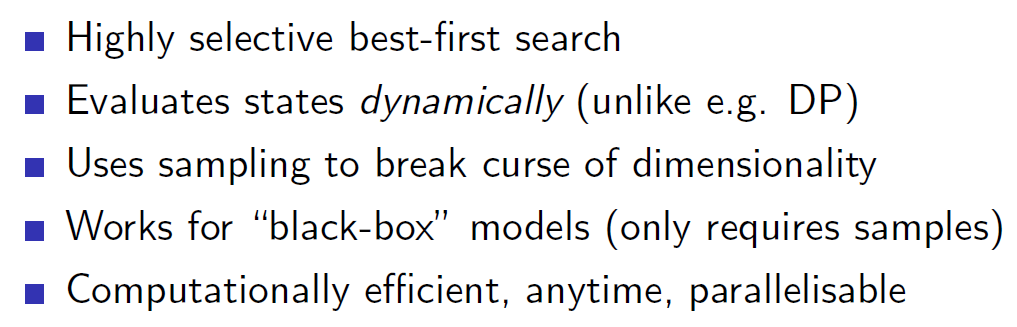 Highly selective best-first search
Evaluates states dynamically (unlike e.g. DP)
Uses sampling to break curse of dimensionality
Works for “black-box” models (only requires samples)
Computationally efficient, anytime, parallelisable